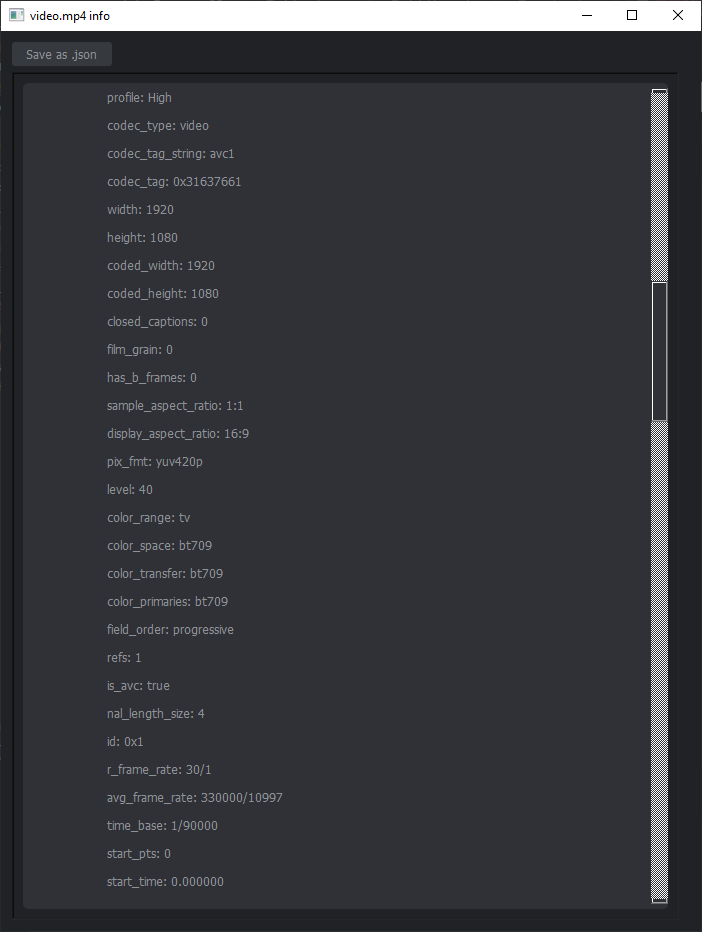 video.mp4 info
Save as .json
profile: High
codec_type: video
codec_tag_string: avc1
codec_tag: 0x31637661
width: 1920
height: 1080
coded_width: 1920
coded_height: 1080
closed_captions: 0
film_grain: 0
has_b_frames: 0
sample_aspect_ratio: 1:1
display_aspect_ratio: 16:9
pix_fmt: yuv420p
level: 40
color_range: tv
color_space: bt709
color_transfer: bt709
color_primaries: bt709
field_order: progressive
refs: 1
is_avc: true
nal_length_size: 4
id: 0x1
r_frame_rate: 30/1
avg_frame_rate: 330000/10997
time_base: 1/90000
start_pts: 0
start_time: 0.000000